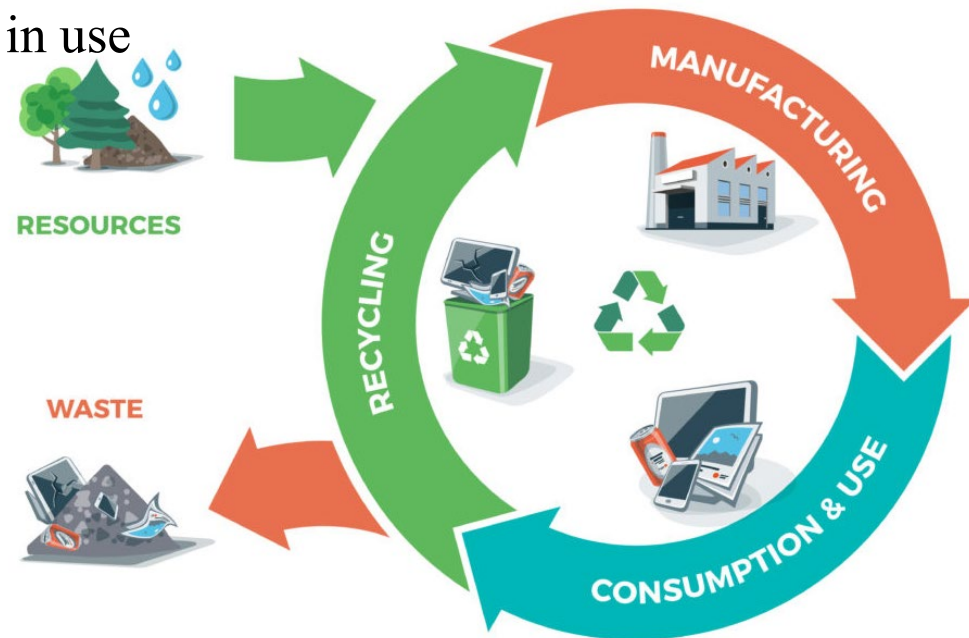 in use
RESOURCES
MANUFACTURING
RECYCLING
WASTE
CONSUMPTION & USE